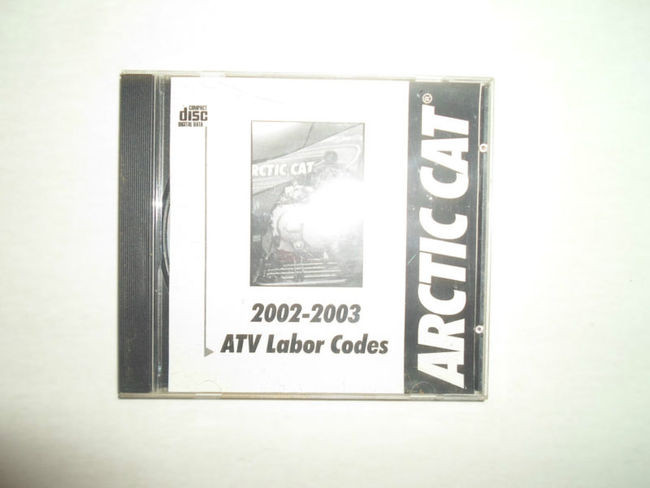 COMPACT
disc
DIGITAL DATA
ARCTIC CAT
2002-2003
ATV Labor Codes
ARCTIC CAT®